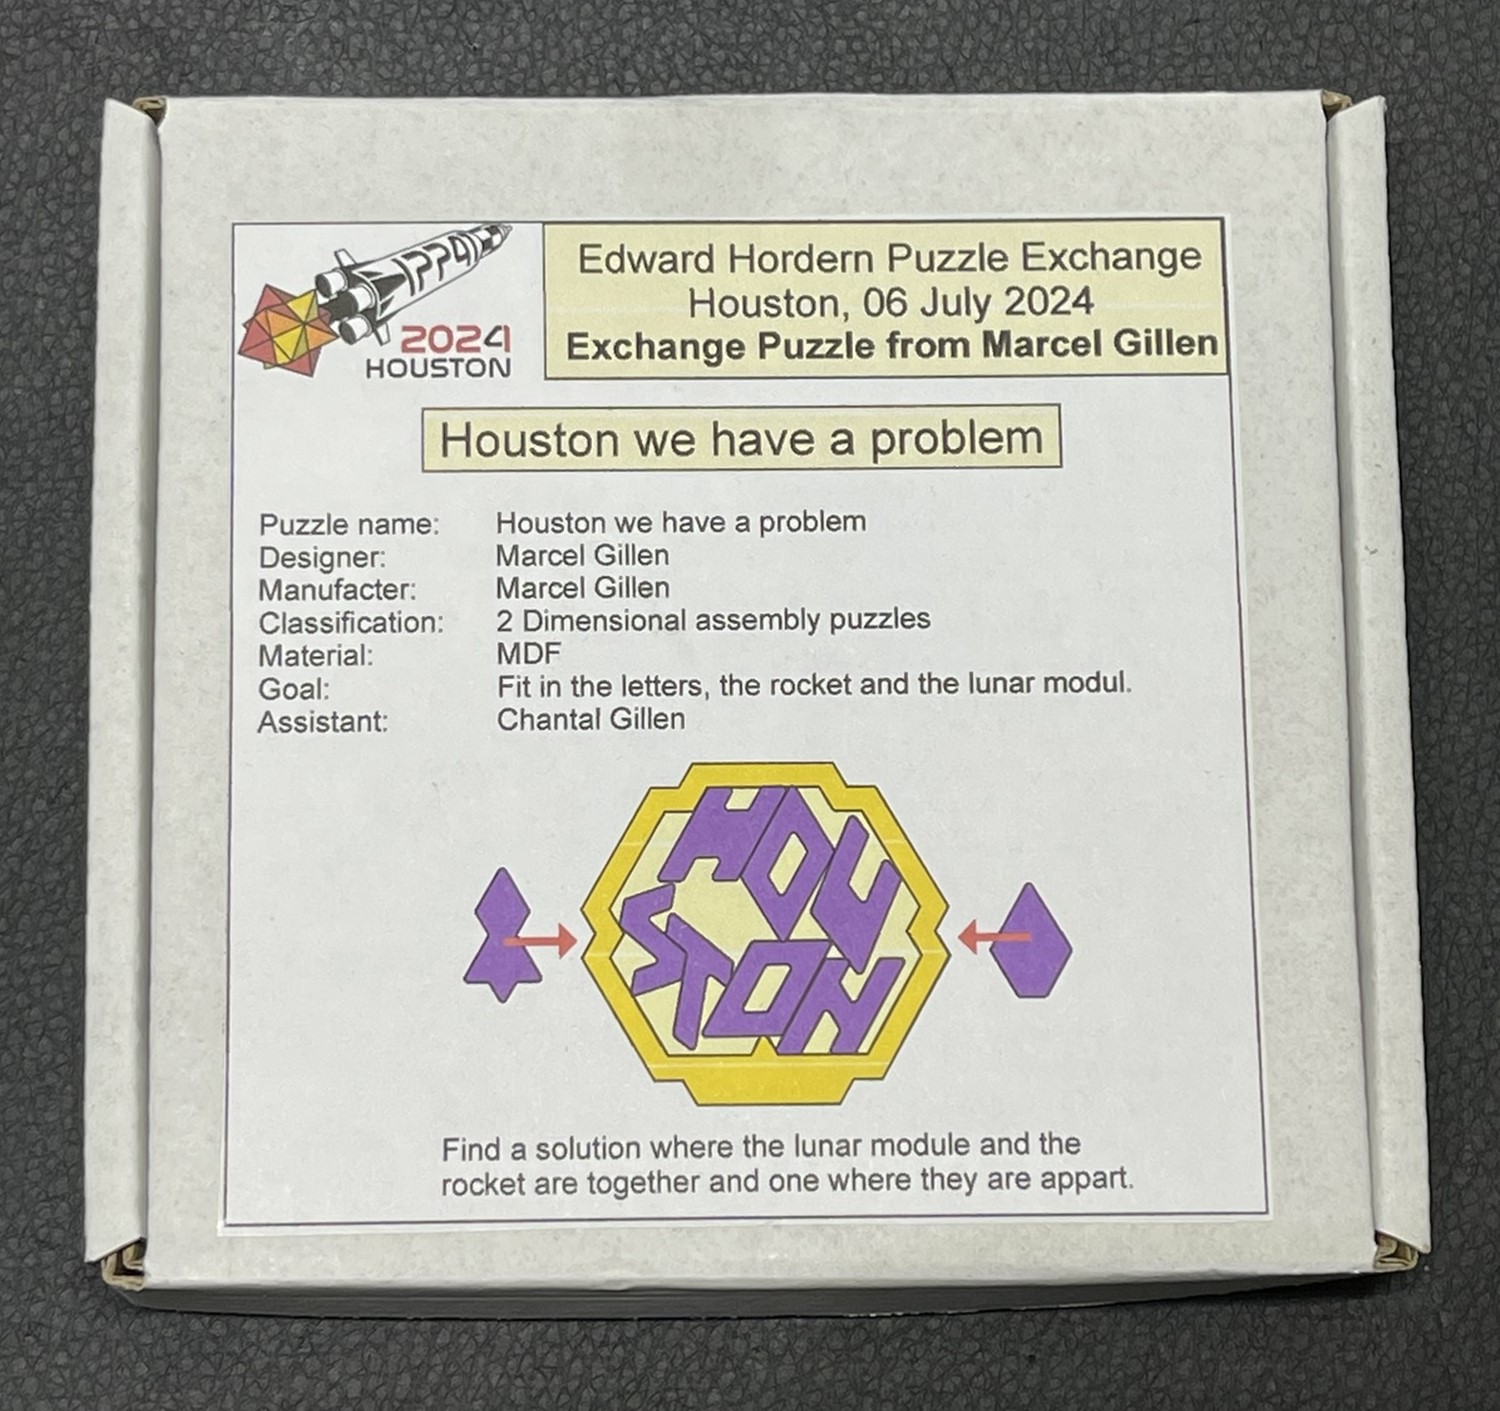 IPP41
2024
HOUSTON
Edward Hordern Puzzle Exchange
Houston, 06 July 2024
Exchange Puzzle from Marcel Gillen
Houston we have a problem
Puzzle name: Houston we have a problem
Designer: Marcel Gillen
Manufacter: Marcel Gillen
Classification: 2 Dimensional assembly puzzles
Material: MDF
Goal: Fit in the letters, the rocket and the lunar modul.
Assistant: Chantal Gillen
HOU
STON
Find a solution where the lunar module and the
rocket are together and one where they are appart.